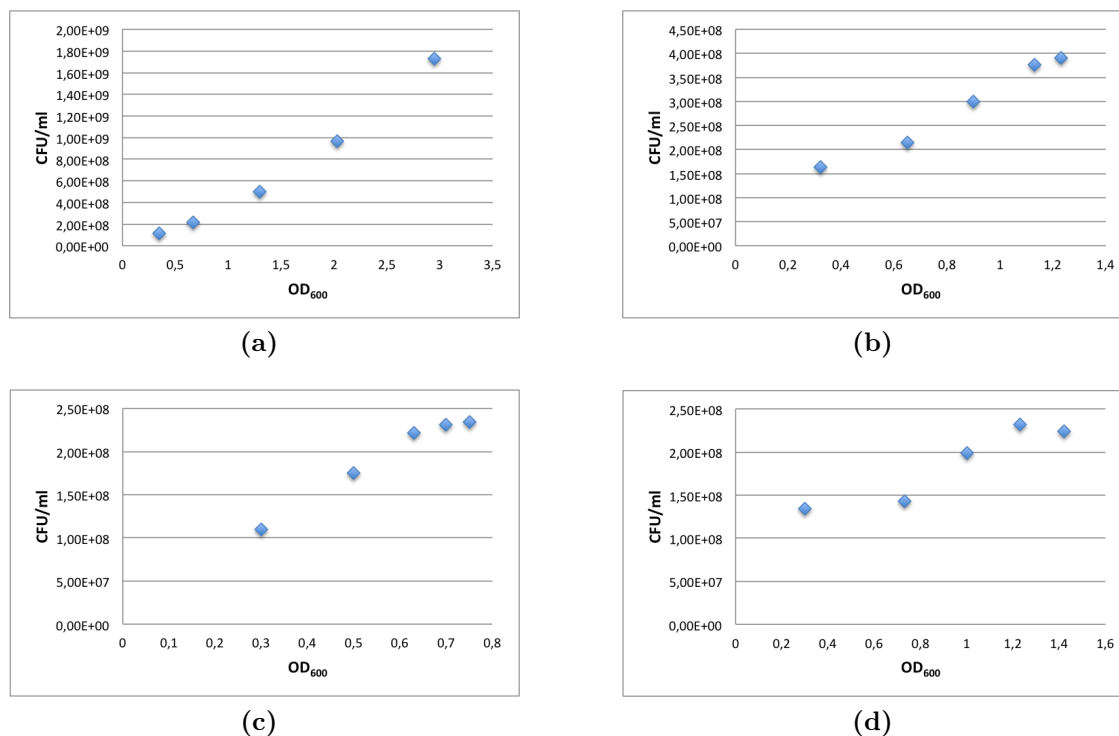 2,00E+09
1,80E+09
1,60E+09
1,40E+09
1,20E+09
1,00E+09
8,00E+08
6,00E+08
4,00E+08
2,00E+08
0,00E+00
CFU/ml
0 0,5 1 1,5 2 2,5 3 3,5
OD600
(a)
4,50E+08
4,00E+08
3,50E+08
3,00E+08
2,50E+08
2,00E+08
1,50E+08
1,00E+08
5,00E+07
0,00E+00
CFU/ml
0 0,2 0,4 0,6 0,8 1 1,2 1,4
OD600
(b)
2,50E+08
2,00E+08
1,50E+08
1,00E+08
5,00E+07
0,00E+00
CFU/ml
0 0,1 0,2 0,3 0,4 0,5 0,6 0,7 0,8
OD600
(c)
2,50E+08
2,00E+08
1,50E+08
1,00E+08
5,00E+07
0,00E+00
CFU/ml
0 0,2 0,4 0,6 0,8 1 1,2 1,4 1,6
OD600
(d)